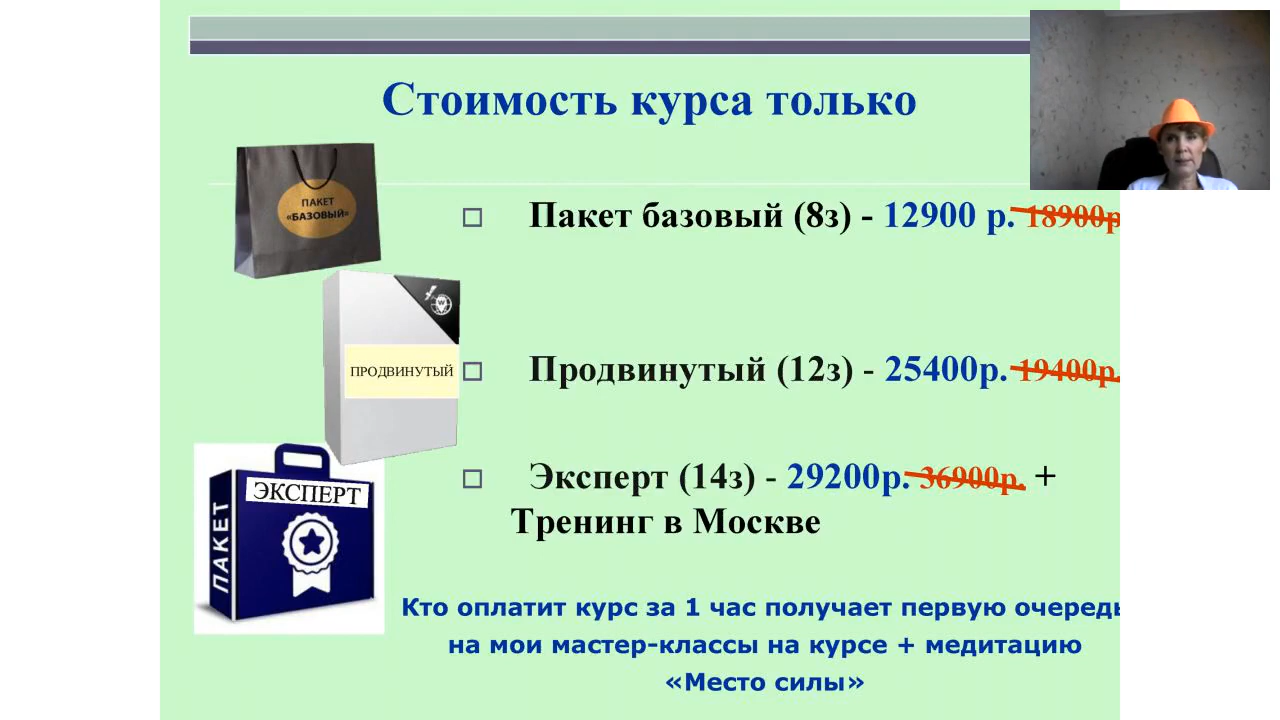 Стоимость курса только
ПАКЕТ
«БАЗОВЫЙ»
Пакет базовый (8з) - 12900 р. 18900р
ПРОДВИНУТЫЙ
Продвинутый (12з) - 25400р. 19400р.
ЭКСПЕРТ
ПАКЕТ
Эксперт (14з) - 29200р. 36900р. +
Тренинг в Москве
Кто оплатит курс за 1 час получает первую очередь
на мои мастер-классы на курсе + медитацию
«Место силы»